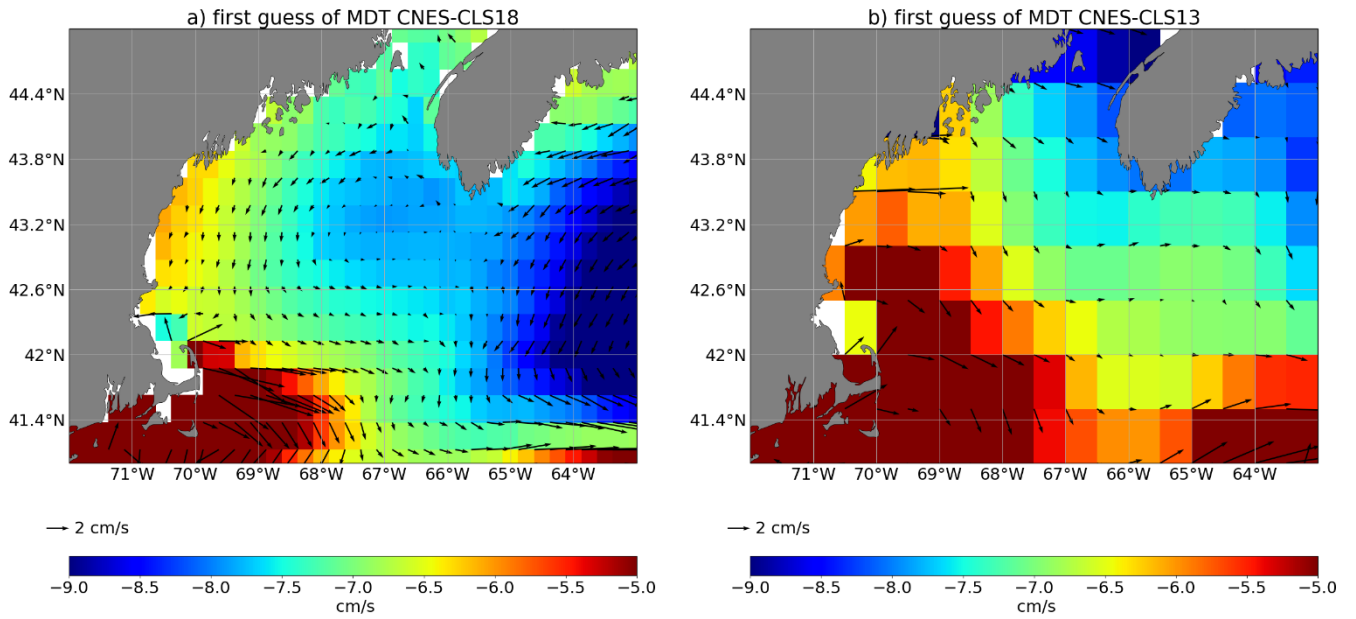 a) first guess of MDT CNES-CLS18
44.4°N
43.8°N
43.2°N
42.6°N
42°N
41.4°N
71°W 70°W 69°W 68°W 67°W 66°W 65°W 64°W
2 cm/s
−9.0 −8.5 −8.0 −7.5 −7.0 −6.5 −6.0 −5.5 −5.0
cm/s
b) first guess of MDT CNES-CLS13
44.4°N
43.8°N
43.2°N
42.6°N
42°N
41.4°N
71°W 70°W 69°W 68°W 67°W 66°W 65°W 64°W
2 cm/s
−9.0 −8.5 −8.0 −7.5 −7.0 −6.5 −6.0 −5.5 −5.0
cm/s